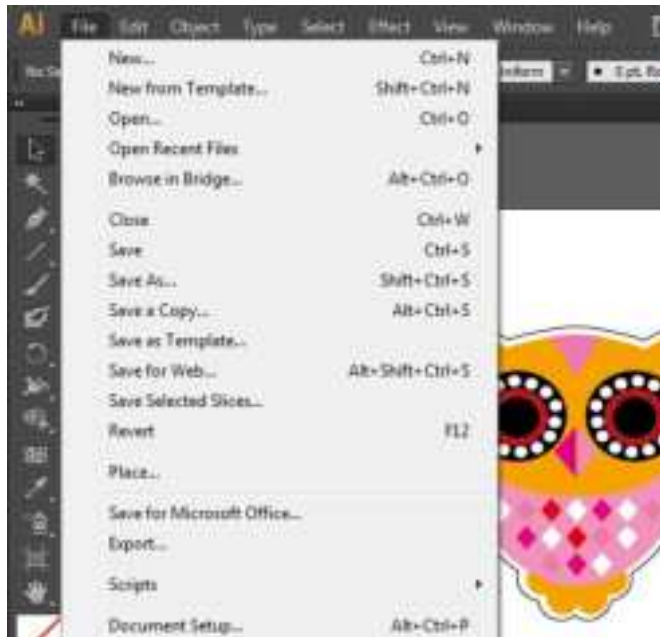 Ai File Edit Object Type Select Effect View Window Help
New... Ctrl+N
New from Template... Shift+Ctrl+N
Open... Ctrl+O
Open Recent Files
Browse in Bridge... Alt+Ctrl+O
Close Ctrl+W
Save Ctrl+S
Save As... Shift+Ctrl+S
Save a Copy... Alt+Ctrl+S
Save as Template...
Save for Web... Alt+Shift+Ctrl+S
Save Selected Slices...
Revert F12
Place...
Save for Microsoft Office...
Export...
Scripts
Document Setup... Alt+Ctrl+P